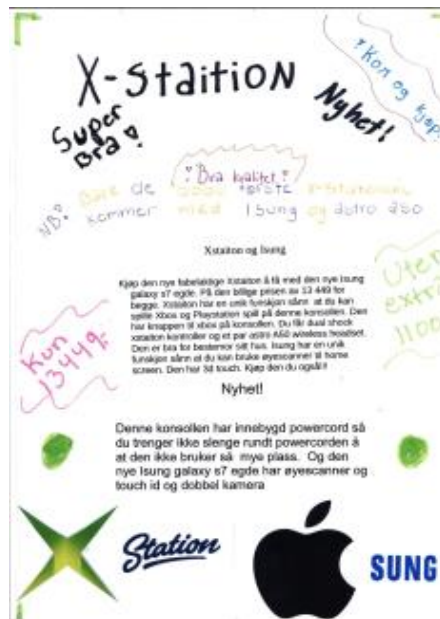 X-Staition
Super
Bra!
Nyhet!
! Kom og kjøp!
! Bra kvalitet !
NB! Bare de 2000 første X-Staitionene
kommer med Isung og astro a50
Xstaiton og Isung
Kjøp den nye fabelaktige Xstaiton å få med den nye Isung
galaxy s7 egde. På den billige prisen av 13 449 for
begge. Xstaiton har en unik funskjon sånn at du kan
spille Xbox og Playstation spill på denne konsollen. Den
har knappen til xbox på konsollen. Du får dual shock
xstaiton kontroller og et par astro A50 wireless headset.
Den er bra for bestemor sitt hus. Isung har en unik
funskjon sånn at du kan bruke øyescanner til home
screen. Den har 3d touch. Kjøp den du også!!
Kun
13449.-
Uten
extra
1100
Nyhet!
Denne konsollen har innebygd powercord så
du trenger ikke slenge rundt powercorden å
at den ikke bruker så mye plass. Og den
nye Isung galaxy s7 egde har øyescanner og
touch id og dobbel kamera
Station
SUNG